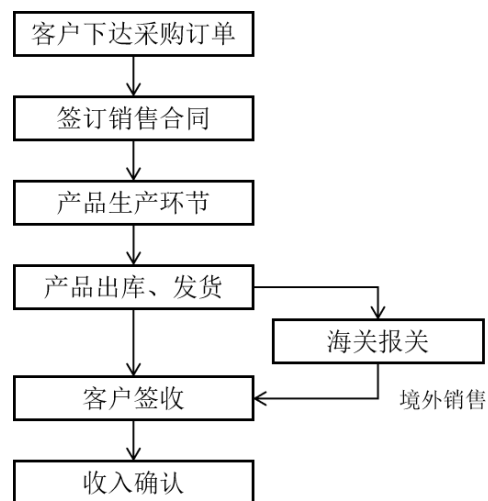 客户下达采购订单
签订销售合同
产品生产环节
产品出库、发货
海关报关
客户签收
境外销售
收入确认